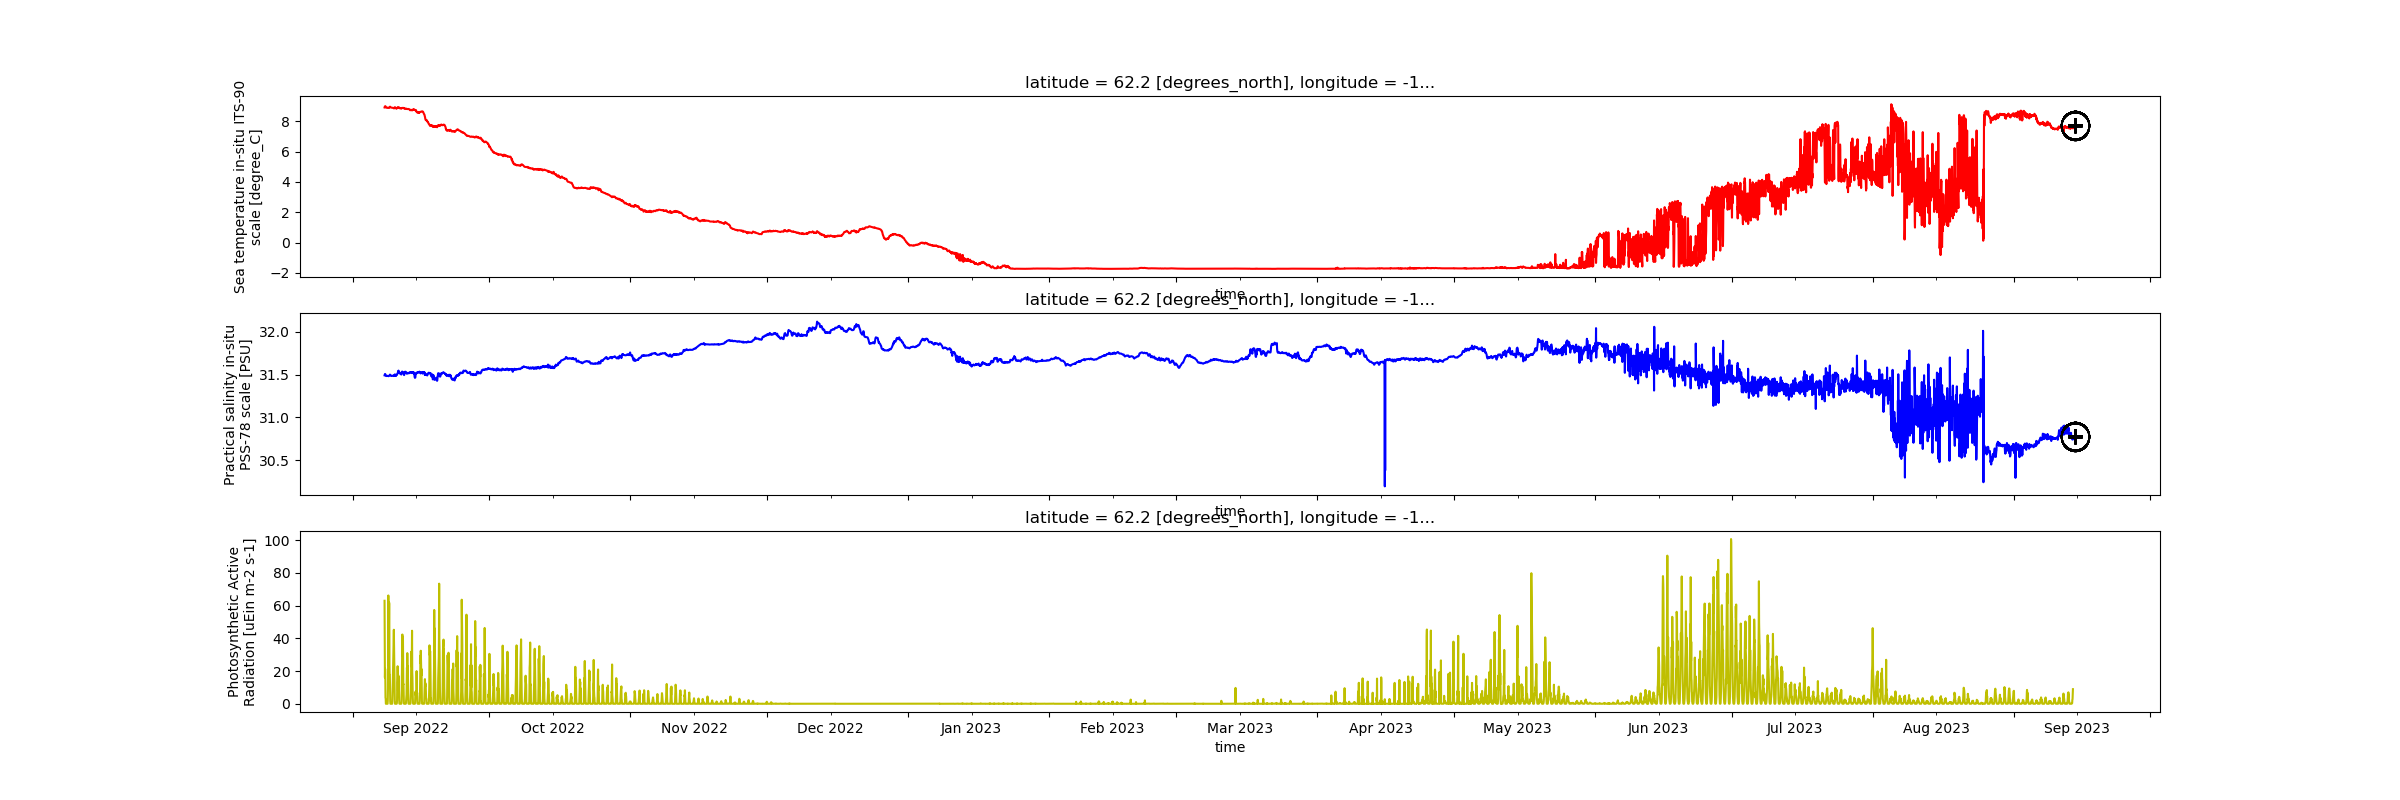 latitude = 62.2 [degrees_north], longitude = -1...
Sea temperature in-situ ITS-90
scale [degree_C]
8
6
4
2
0
−2
time
latitude = 62.2 [degrees_north], longitude = -1...
Practical salinity in-situ
PSS-78 scale [PSU]
32.0
31.5
31.0
30.5
time
latitude = 62.2 [degrees_north], longitude = -1...
Photosynthetic Active
Radiation [uEin m-2 s-1]
100
80
60
40
20
0
Sep 2022 Oct 2022 Nov 2022 Dec 2022 Jan 2023 Feb 2023 Mar 2023 Apr 2023 May 2023 Jun 2023 Jul 2023 Aug 2023 Sep 2023
time